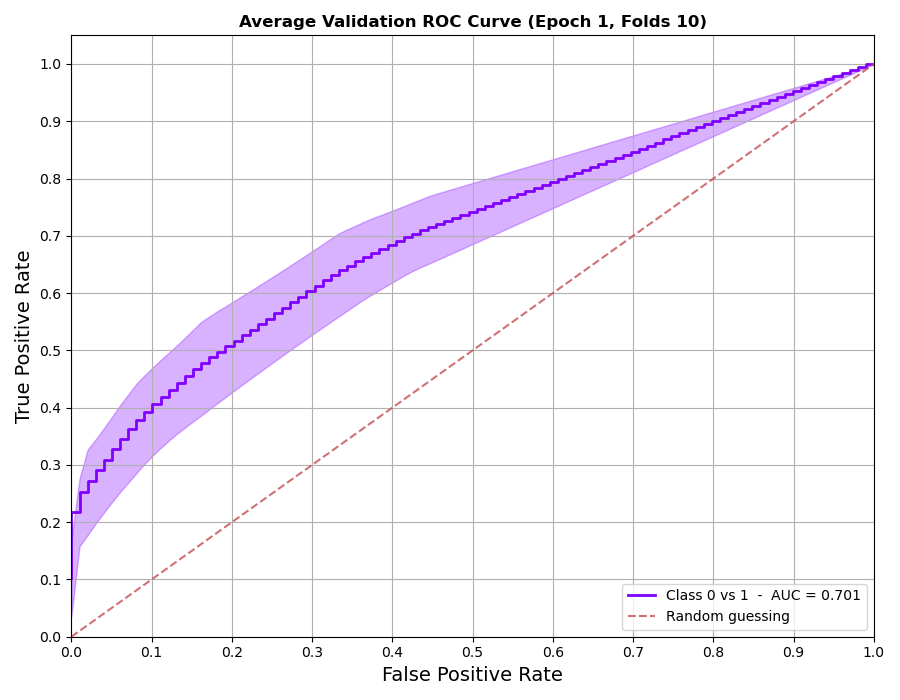 Average Validation ROC Curve (Epoch 1, Folds 10)
True Positive Rate
1.0
0.9
0.8
0.7
0.6
0.5
0.4
0.3
0.2
0.1
0.0
Class 0 vs 1 - AUC = 0.701
Random guessing
0.0 0.1 0.2 0.3 0.4 0.5 0.6 0.7 0.8 0.9 1.0
False Positive Rate